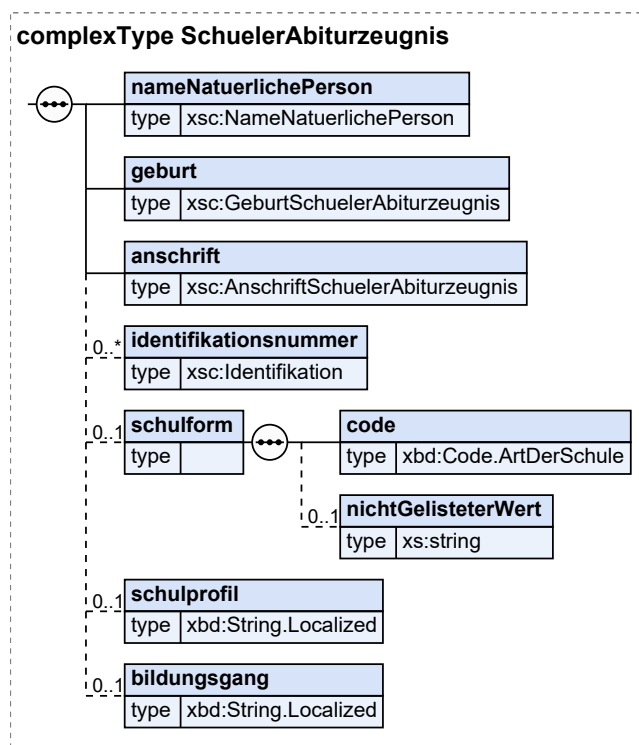 complexType SchuelerAbiturzeugnis
nameNatuerlichePerson
type xsc:NameNatuerlichePerson
geburt
type xsc:GeburtSchuelerAbiturzeugnis
anschrift
type xsc:AnschriftSchuelerAbiturzeugnis
0..* identifikationsnummer
type xsc:Identifikation
0..1 schulform code
type type xbd:Code.ArtDerSchule
0..1 nichtGelisteterWert
type xs:string
0..1 schulprofil
type xbd:String.Localized
0..1 bildungsgang
type xbd:String.Localized